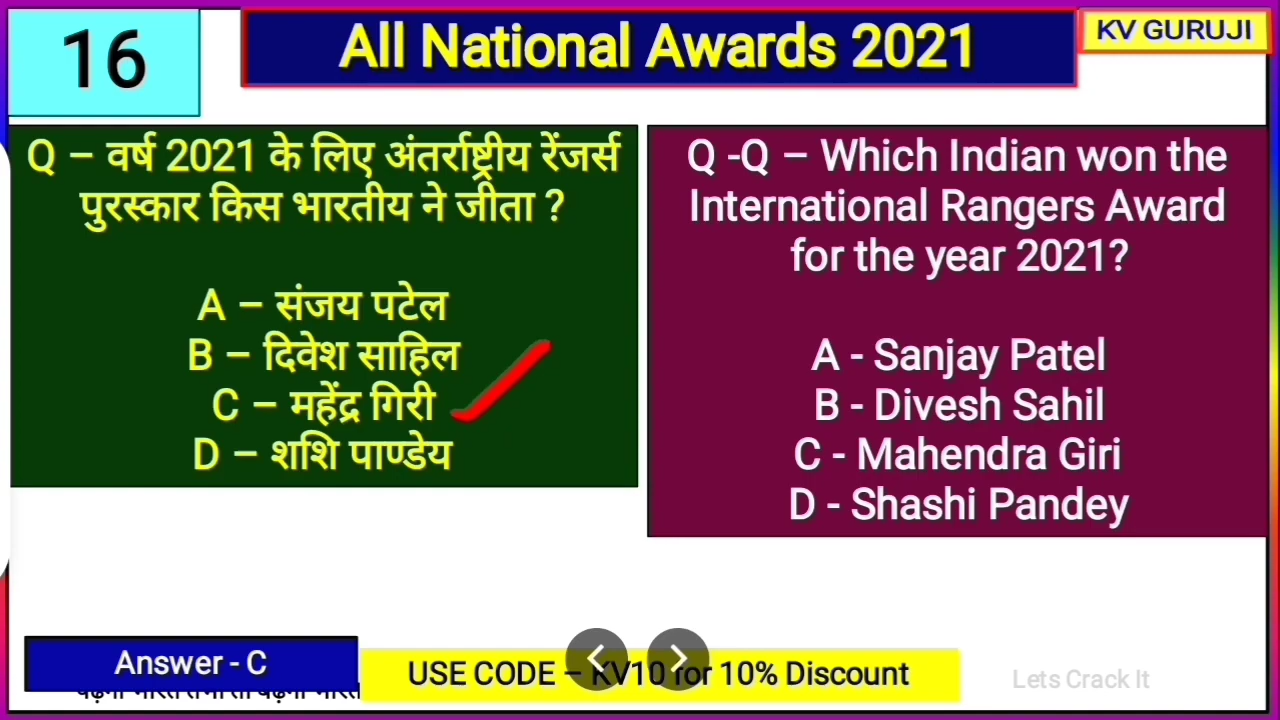 16
All National Awards 2021
KV GURUJI
Q – वर्ष 2021 के लिए अंतर्राष्ट्रीय रेंजर्स
पुरस्कार किस भारतीय ने जीता ?
A – संजय पटेल
B – दिवेश साहिल
C – महेंद्र गिरी
D – शशि पाण्डेय
Q -Q – Which Indian won the
International Rangers Award
for the year 2021?
A - Sanjay Patel
B - Divesh Sahil
C - Mahendra Giri
D - Shashi Pandey
Answer - C
USE CODE – KV10 for 10% Discount
Lets Crack It